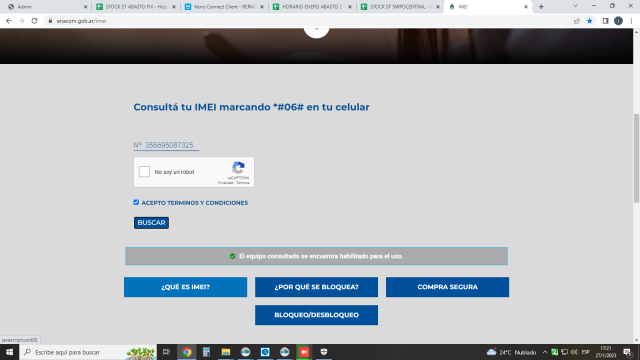 Admin
STOCK ST ABASTO FIX - Hoja
Keno Connect Client - REP
HORARIO ENERO ABASTO 2
STOCK ST SMPOCENTRAL -
IMEI
enacom.gob.ar/imei
Consultá tu IMEI marcando *#06# en tu celular
Nº 356695087325
No soy un robot
reCAPTCHA
Privacidad - Términos
ACEPTO TERMINOS Y CONDICIONES
BUSCAR
El equipo consultado se encuentra habilitado para el uso.
¿QUÉ ES IMEI?
¿POR QUÉ SE BLOQUEA?
COMPRA SEGURA
BLOQUEO/DESBLOQUEO
javascript:void(0)
Escribe aquí para buscar
24°C Nublado
ESP
17:21
27/1/2023